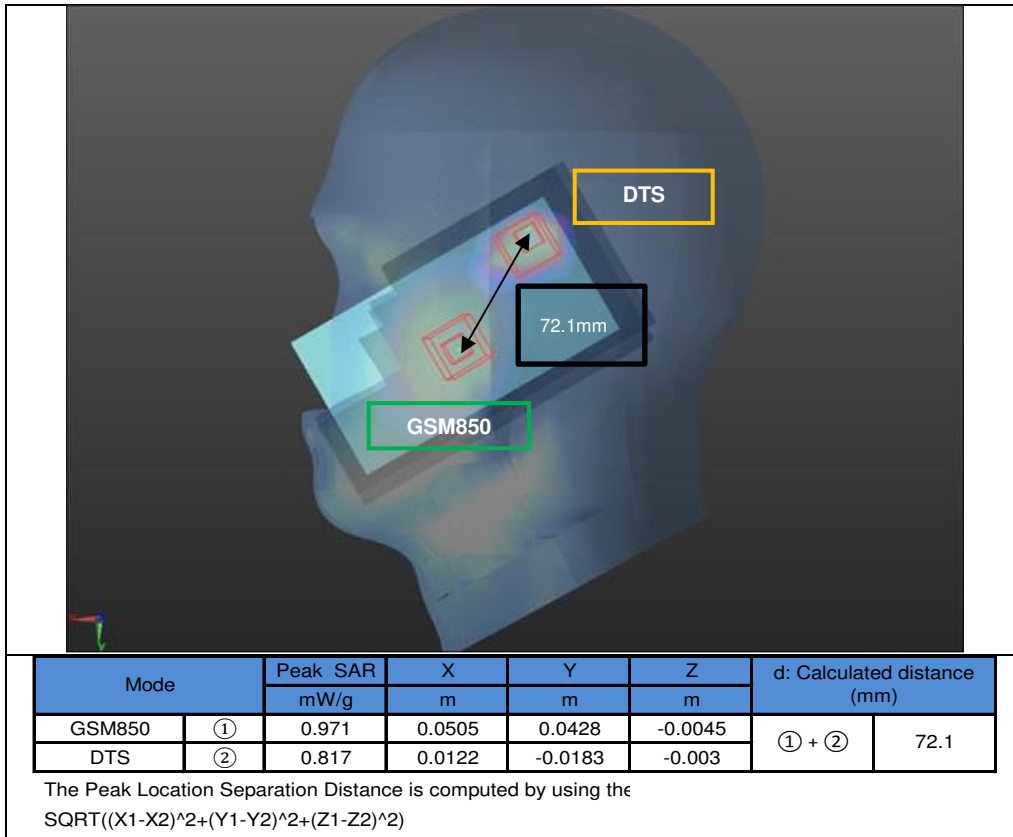 DTS
72.1mm
GSM850
Mode Peak SAR X Y Z d: Calculated distance (mm)
mW/g m m m
GSM850 ① 0.971 0.0505 0.0428 -0.0045 ① + ② 72.1
DTS ② 0.817 0.0122 -0.0183 -0.003
The Peak Location Separation Distance is computed by using the
SQRT((X1-X2)^2+(Y1-Y2)^2+(Z1-Z2)^2)